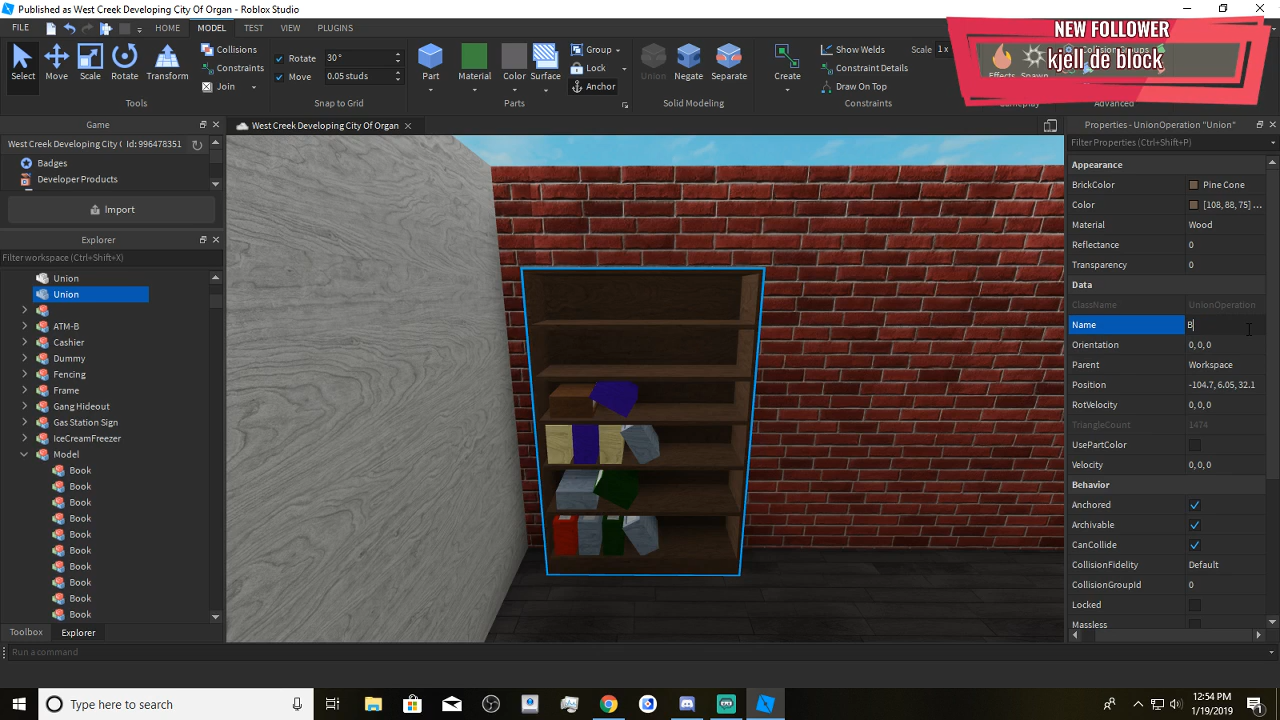 Published as West Creek Developing City Of Organ - Roblox Studio
FILE HOME MODEL TEST VIEW PLUGINS
NEW FOLLOWER
kjell de block
Select Move Scale Rotate Transform
Collisions
Constraints
Join
Tools
Rotate 30°
Move 0.05 studs
Snap to Grid
Part Material Color Surface
Group
Lock
Anchor
Parts
Union Negate Separate
Solid Modeling
Create
Show Welds Scale 1x
Constraint Details
Draw On Top
Constraints
Advanced
Game
West Creek Developing City ( Id: 996478351
Badges
Developer Products
Import
Explorer
Filter workspace (Ctrl+Shift+X)
Union
Union
ATM-B
Cashier
Dummy
Fencing
Frame
Gang Hideout
Gas Station Sign
IceCreamFreezer
Model
Book
Book
Book
Book
Book
Book
Book
Book
Book
Book
Toolbox Explorer
Run a command
West Creek Developing City Of Organ
Properties - UnionOperation "Union"
Filter Properties (Ctrl+Shift+P)
Appearance
BrickColor Pine Cone
Color [108, 88, 75] ...
Material Wood
Reflectance 0
Transparency 0
Data
ClassName UnionOperation
Name B
Orientation 0, 0, 0
Parent Workspace
Position -104.7, 6.05, 32.1
RotVelocity 0, 0, 0
TriangleCount 1474
UsePartColor
Velocity 0, 0, 0
Behavior
Anchored
Archivable
CanCollide
CollisionFidelity Default
CollisionGroupId 0
Locked
Massless
Type here to search
12:54 PM
1/19/2019